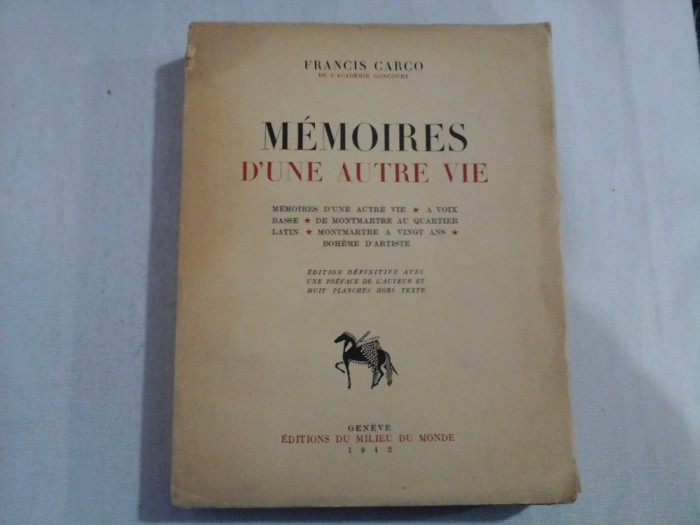 FRANCIS CARCO
DE L'ACADÉMIE GONCOURT
MÉMOIRES
D'UNE AUTRE VIE
MÉMOIRES D'UNE AUTRE VIE ★ A VOIX
BASSE ★ DE MONTMARTRE AU QUARTIER
LATIN ★ MONTMARTRE A VINGT ANS ★
BOHÈME D'ARTISTE
ÉDITION DÉFINITIVE AVEC
UNE PRÉFACE DE L'AUTEUR ET
HUIT PLANCHES HORS TEXTE
GENÈVE
ÉDITIONS DU MILIEU DU MONDE
1942